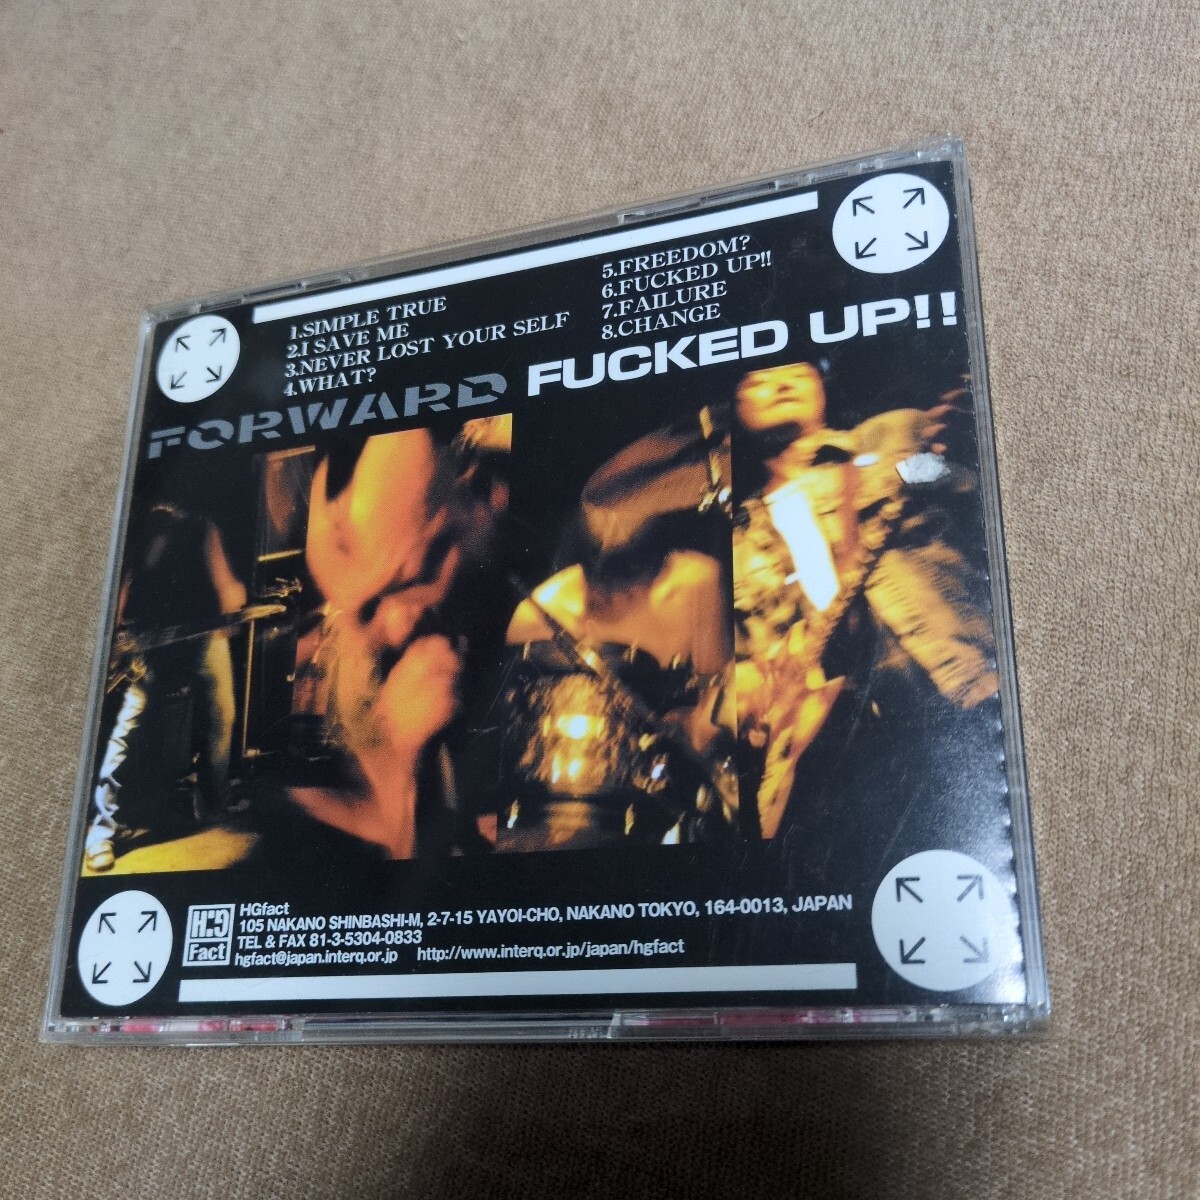 1.SIMPLE TRUE
2.I SAVE ME
3.NEVER LOST YOUR SELF
4.WHAT?
5.FREEDOM?
6.FUCKED UP!!
7.FAILURE
8.CHANGE
FORWARD FUCKED UP!!
HG
Fact
HGfact
105 NAKANO SHINBASHI-M, 2-7-15 YAYOI-CHO, NAKANO TOKYO, 164-0013, JAPAN
TEL & FAX 81-3-5304-0833
hgfact@japan.interq.or.jp http://www.interq.or.jp/japan/hgfact